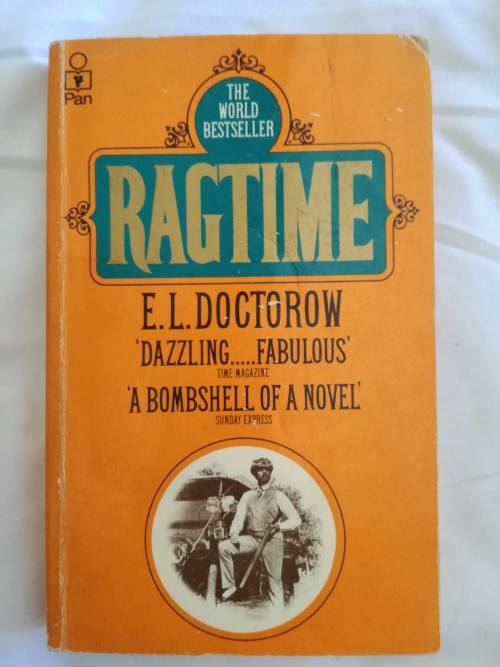 Pan
THE
WORLD
BESTSELLER
RAGTIME
E.L.DOCTOROW
'DAZZLING.....FABULOUS'
TIME MAGAZINE
'A BOMBSHELL OF A NOVEL'
SUNDAY EXPRESS